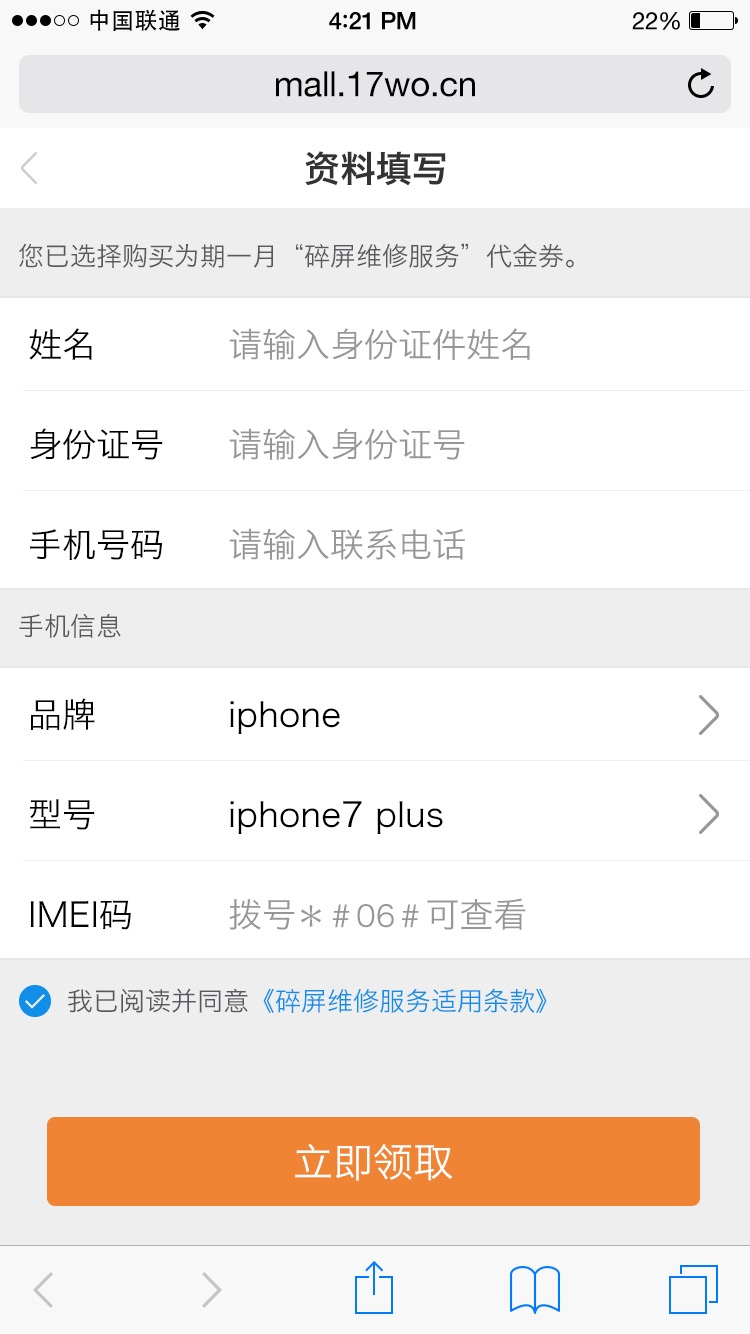 中国联通 4:21 PM 22%
mall.17wo.cn
资料填写
您已选择购买为期一月“碎屏维修服务”代金券。
姓名 请输入身份证件姓名
身份证号 请输入身份证号
手机号码 请输入联系电话
手机信息
品牌 iphone
型号 iphone7 plus
IMEI码 拨号＊＃06＃可查看
我已阅读并同意《碎屏维修服务适用条款》
立即领取